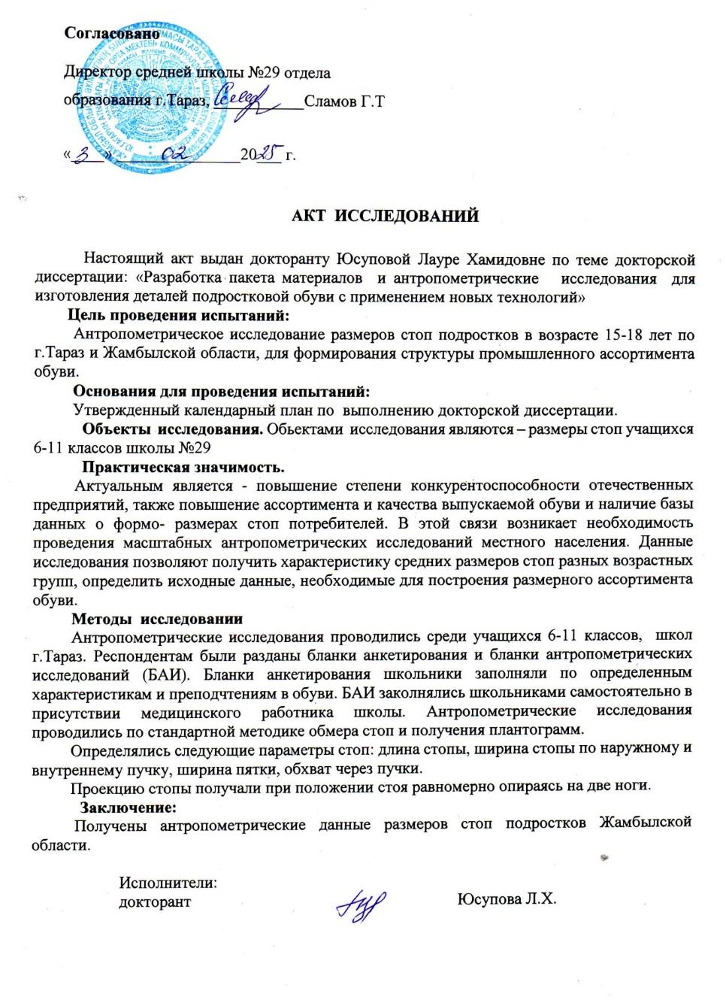 Согласовано
Директор средней школы №29 отдела
образования г.Тараз, ___________Сламов Г.Т
« 3 » 02 2025 г.
АКТ ИССЛЕДОВАНИЙ
Настоящий акт выдан докторанту Юсуповой Лауре Хамидовне по теме докторской
диссертации: «Разработка пакета материалов и антропометрические исследования для
изготовления деталей подростковой обуви с применением новых технологий»
Цель проведения испытаний:
Антропометрическое исследование размеров стоп подростков в возрасте 15-18 лет по
г.Тараз и Жамбылской области, для формирования структуры промышленного ассортимента
обуви.
Основания для проведения испытаний:
Утвержденный календарный план по выполнению докторской диссертации.
Объекты исследования. Обьектами исследования являются – размеры стоп учащихся
6-11 классов школы №29
Практическая значимость.
Актуальным является - повышение степени конкурентоспособности отечественных
предприятий, также повышение ассортимента и качества выпускаемой обуви и наличие базы
данных о формо- размерах стоп потребителей. В этой связи возникает необходимость
проведения масштабных антропометрических исследований местного населения. Данные
исследования позволяют получить характеристику средних размеров стоп разных возрастных
групп, определить исходные данные, необходимые для построения размерного ассортимента
обуви.
Методы исследовании
Антропометрические исследования проводились среди учащихся 6-11 классов, школ
г.Тараз. Респондентам были разданы бланки анкетирования и бланки антропометрических
исследований (БАИ). Бланки анкетирования школьники заполняли по определенным
характеристикам и преподчтениям в обуви. БАИ заколнялись школьниками самостоятельно в
присутствии медицинского работника школы. Антропометрические исследования
проводились по стандартной методике обмера стоп и получения плантограмм.
Определялись следующие параметры стоп: длина стопы, ширина стопы по наружному и
внутреннему пучку, ширина пятки, обхват через пучки.
Проекцию стопы получали при положении стоя равномерно опираясь на две ноги.
Заключение:
Получены антропометрические данные размеров стоп подростков Жамбылской
области.
Исполнители:
докторант Юсупова Л.Х.